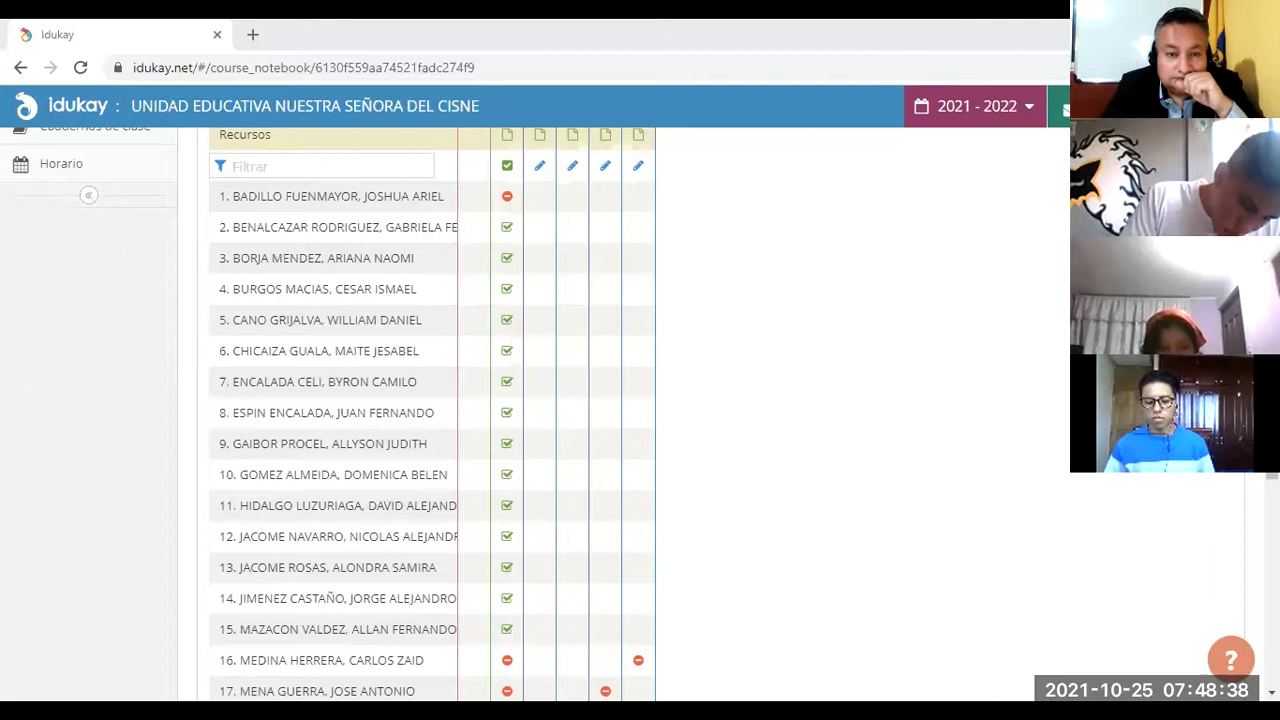 idukay
idukay.net/#/course_notebook/6130f559aa74521fadc274f9
idukay : UNIDAD EDUCATIVA NUESTRA SEÑORA DEL CISNE
2021 - 2022
Cuadernos de clase
Horario
Recursos
Filtrar
1. BADILLO FUENMAYOR, JOSHUA ARIEL
2. BENALCAZAR RODRIGUEZ, GABRIELA FE
3. BORJA MENDEZ, ARIANA NAOMI
4. BURGOS MACIAS, CESAR ISMAEL
5. CANO GRIJALVA, WILLIAM DANIEL
6. CHICAIZA GUALA, MAITE JESABEL
7. ENCALADA CELI, BYRON CAMILO
8. ESPIN ENCALADA, JUAN FERNANDO
9. GAIBOR PROCEL, ALLYSON JUDITH
10. GOMEZ ALMEIDA, DOMENICA BELEN
11. HIDALGO LUZURIAGA, DAVID ALEJAND
12. JACOME NAVARRO, NICOLAS ALEJANDR
13. JACOME ROSAS, ALONDRA SAMIRA
14. JIMENEZ CASTAÑO, JORGE ALEJANDRO
15. MAZACON VALDEZ, ALLAN FERNANDO
16. MEDINA HERRERA, CARLOS ZAID
17. MENA GUERRA, JOSE ANTONIO
?
2021-10-25 07:48:38